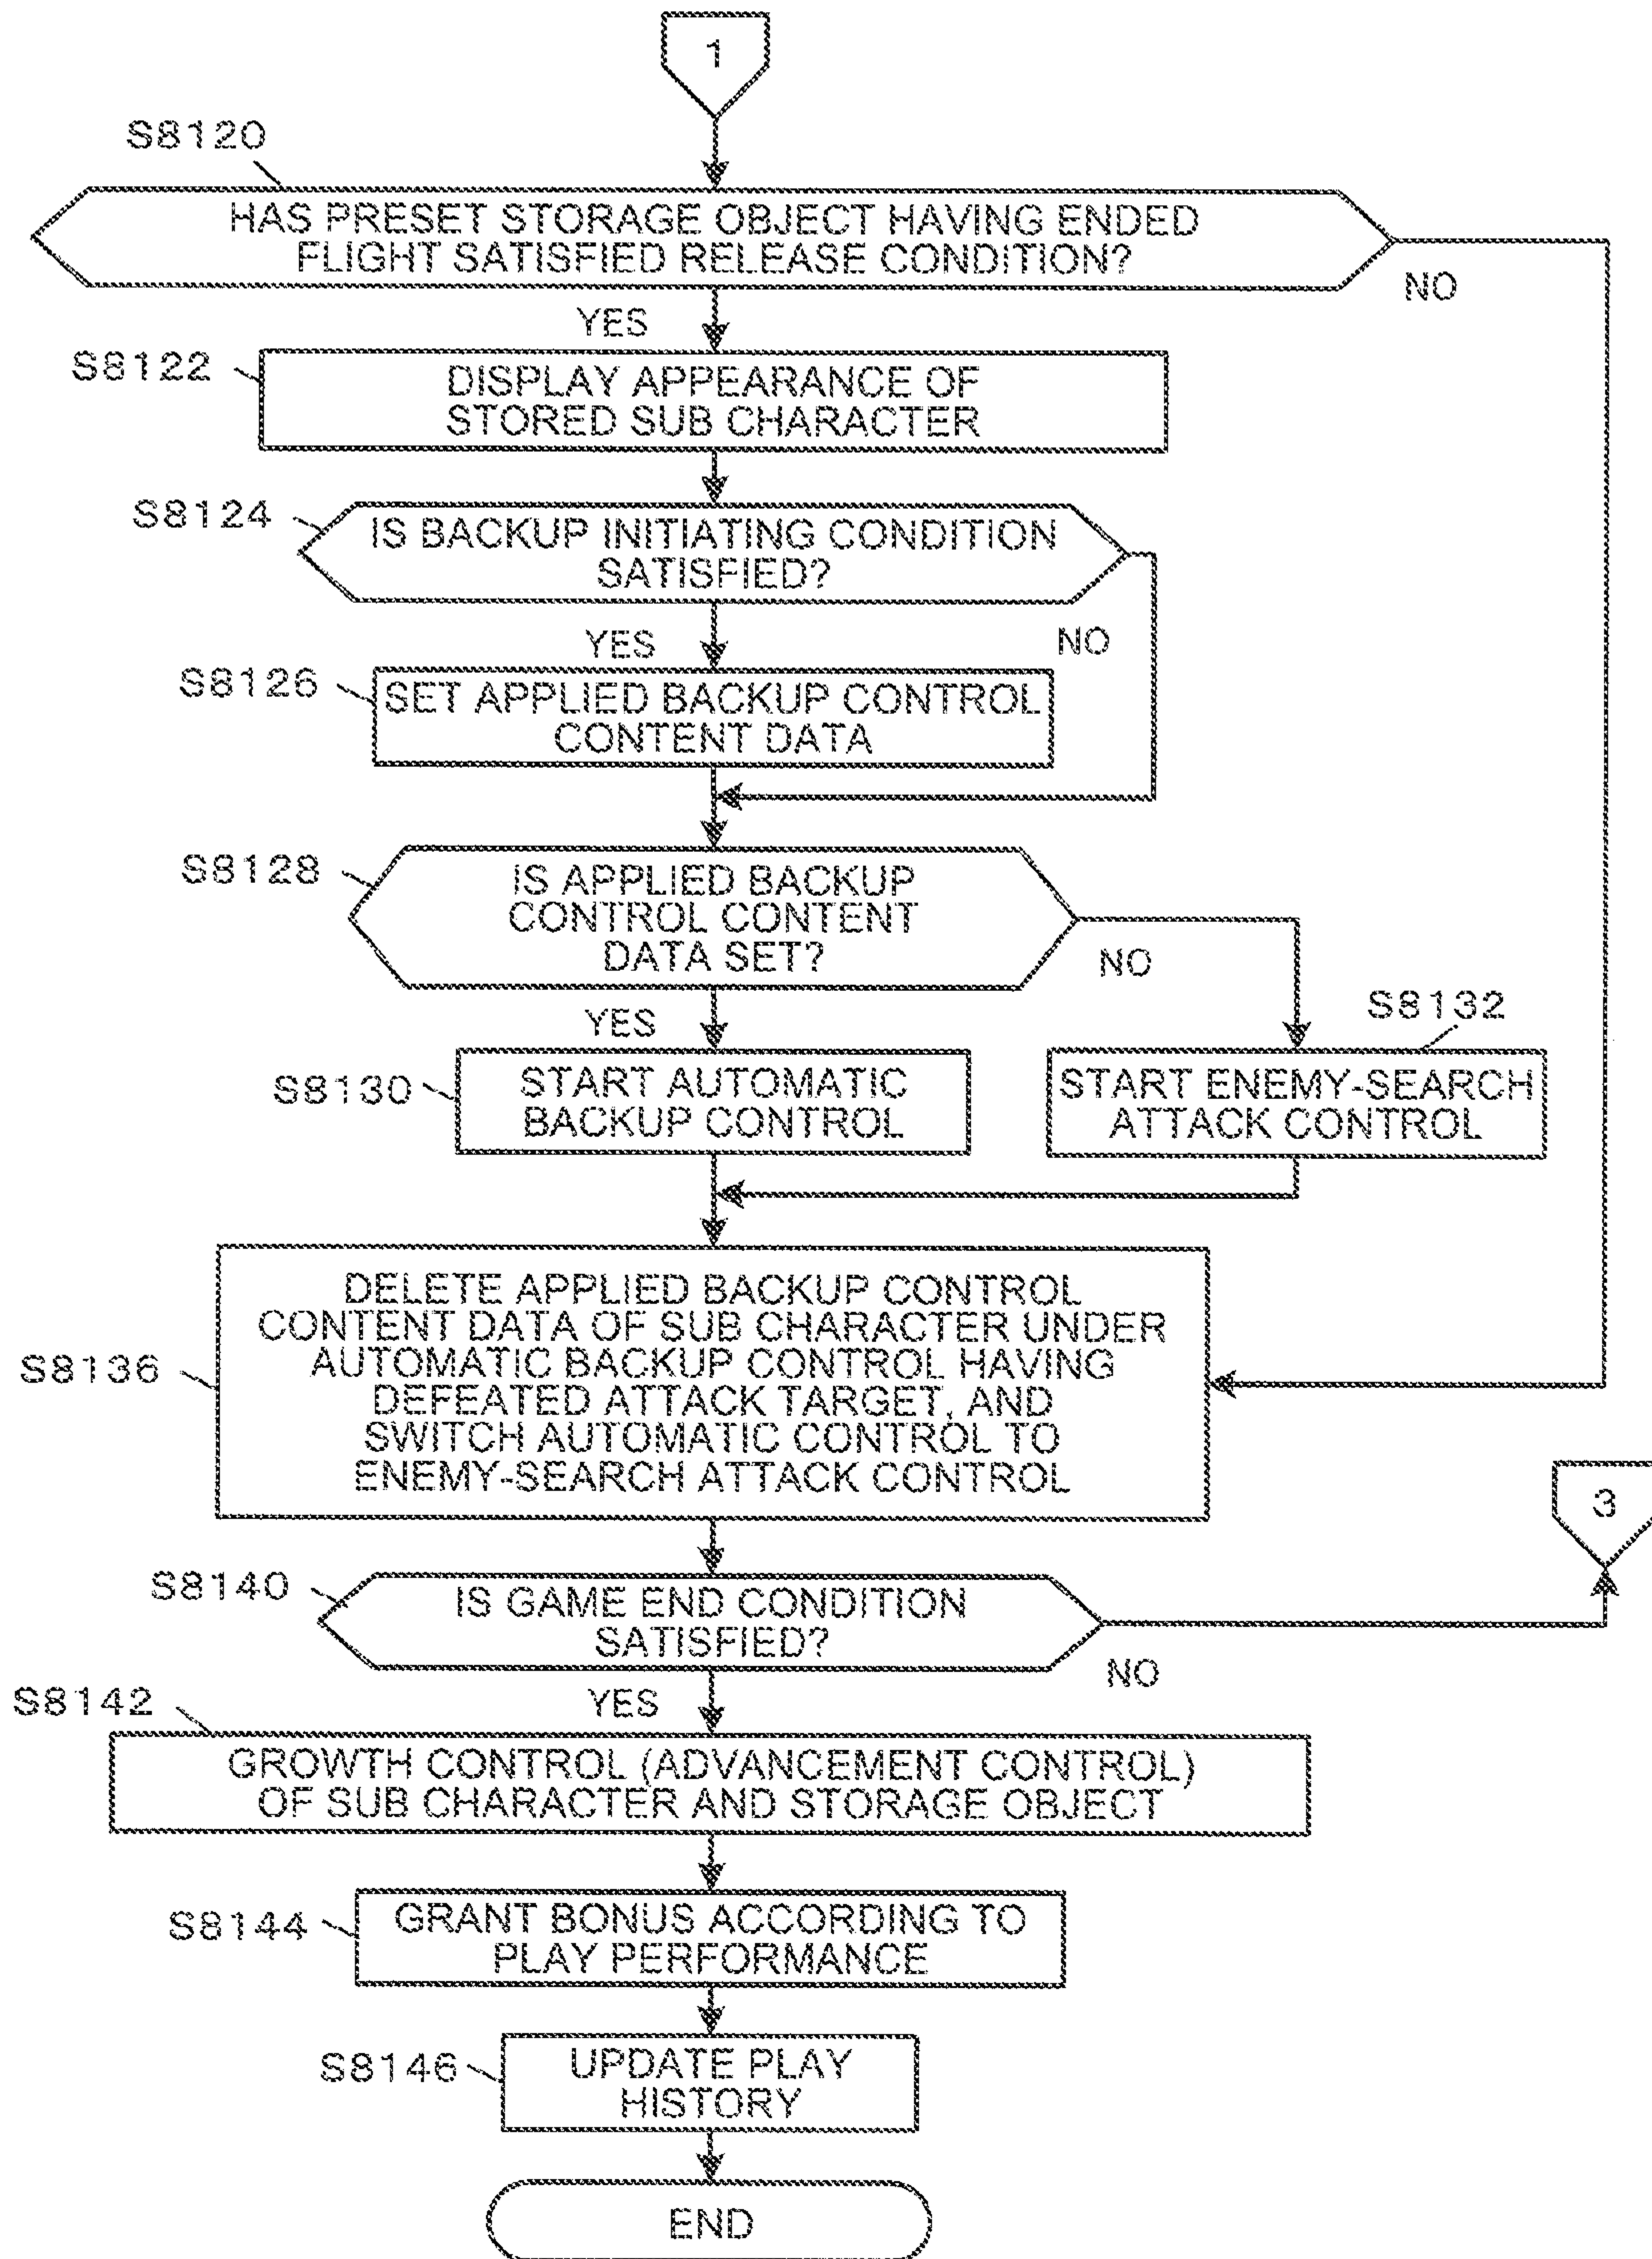 1
S8120
HAS PRESET STORAGE OBJECT HAVING ENDED
FLIGHT SATISFIED RELEASE CONDITION?
NO
YES
S8122
DISPLAY APPEARANCE OF
STORED SUB CHARACTER
S8124
IS BACKUP INITIATING CONDITION
SATISFIED?
YES
NO
S8126
SET APPLIED BACKUP CONTROL
CONTENT DATA
S8128
IS APPLIED BACKUP
CONTROL CONTENT
DATA SET?
NO
YES
S8132
S8130
START AUTOMATIC
BACKUP CONTROL
START ENEMY-SEARCH
ATTACK CONTROL
S8136
DELETE APPLIED BACKUP CONTROL
CONTENT DATA OF SUB CHARACTER UNDER
AUTOMATIC BACKUP CONTROL HAVING
DEFEATED ATTACK TARGET, AND
SWITCH AUTOMATIC CONTROL TO
ENEMY-SEARCH ATTACK CONTROL
3
S8140
IS GAME END CONDITION
SATISFIED?
NO
YES
S8142
GROWTH CONTROL (ADVANCEMENT CONTROL)
OF SUB CHARACTER AND STORAGE OBJECT
S8144
GRANT BONUS ACCORDING TO
PLAY PERFORMANCE
S8146
UPDATE PLAY
HISTORY
END